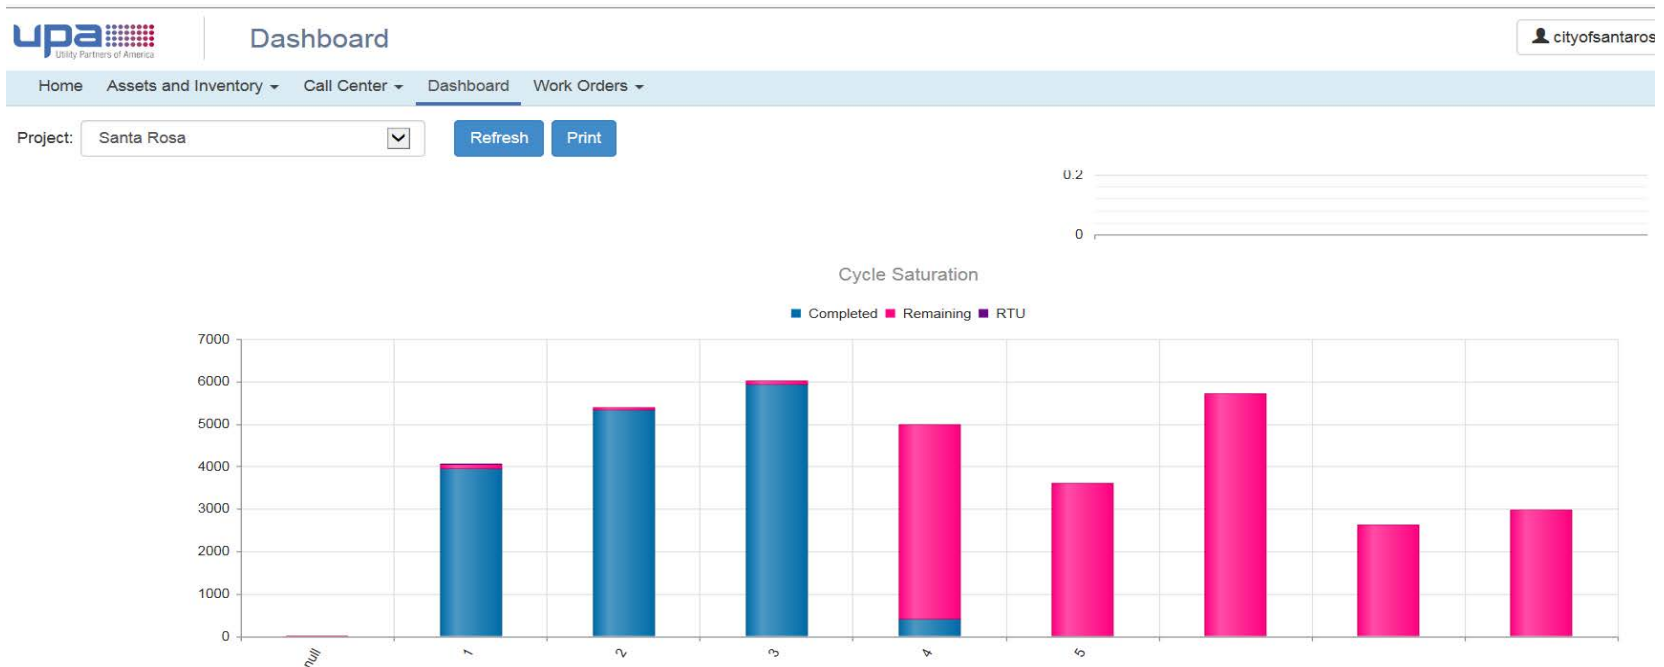 upa
Utility Partners of America
Dashboard
cityofsantaros
Home Assets and Inventory Call Center Dashboard Work Orders
Project: Santa Rosa Refresh Print
0.2
0
Cycle Saturation
Completed Remaining RTU
7000
6000
5000
4000
3000
2000
1000
0
null 1 2 3 4 5